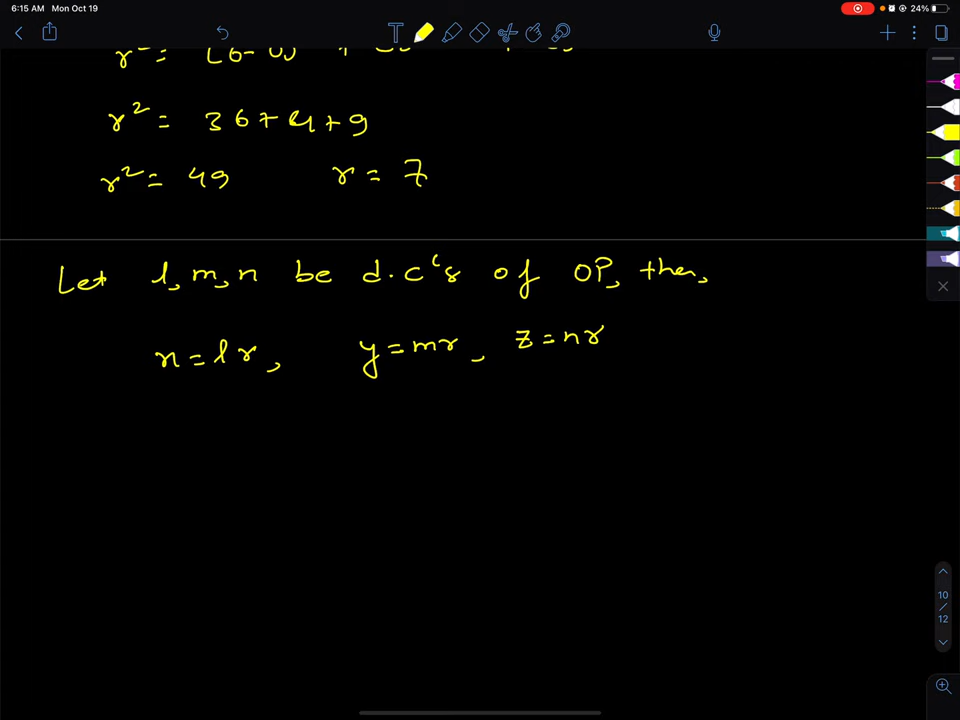 6:15 AM Mon Oct 19
24%
r² = 36+4+9
r² = 49 r = 7
Let l, m, n be d.c's of OP, then,
x = lr, y = mr, z = nr
10
/
12